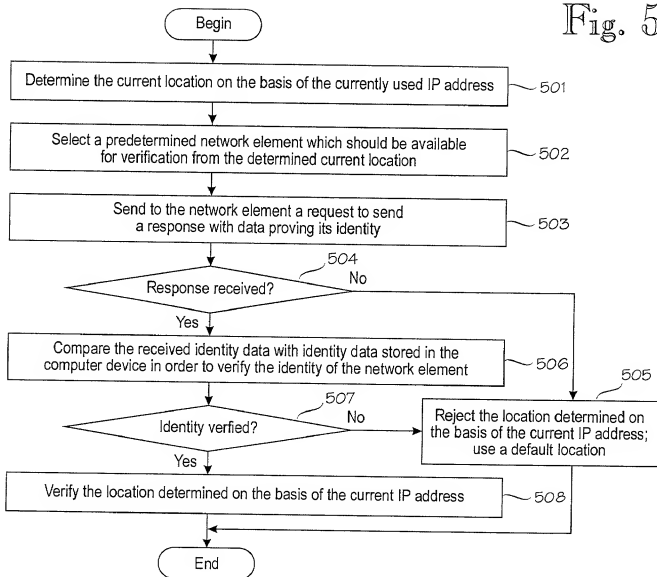 Fig. 5
Begin
Determine the current location on the basis of the currently used IP address
501
Select a predetermined network element which should be available
for verification from the determined current location
502
Send to the network element a request to send
a response with data proving its identity
503
504
Response received?
No
Yes
Compare the received identity data with identity data stored in the
computer device in order to verify the identity of the network element
506
505
Reject the location determined on
the basis of the current IP address;
use a default location
507
Identity verfied?
No
Yes
Verify the location determined on the basis of the current IP address
508
End